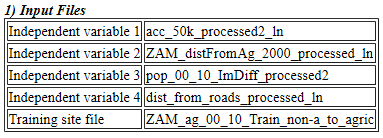 1) Input Files
Independent variable 1 acc_50k_processed2_ln
Independent variable 2 ZAM_distFromAg_2000_processed_ln
Independent variable 3 pop_00_10_ImDiff_processed2
Independent variable 4 dist_from_roads_processed_ln
Training site file ZAM_ag_00_10_Train_non-a_to_agric